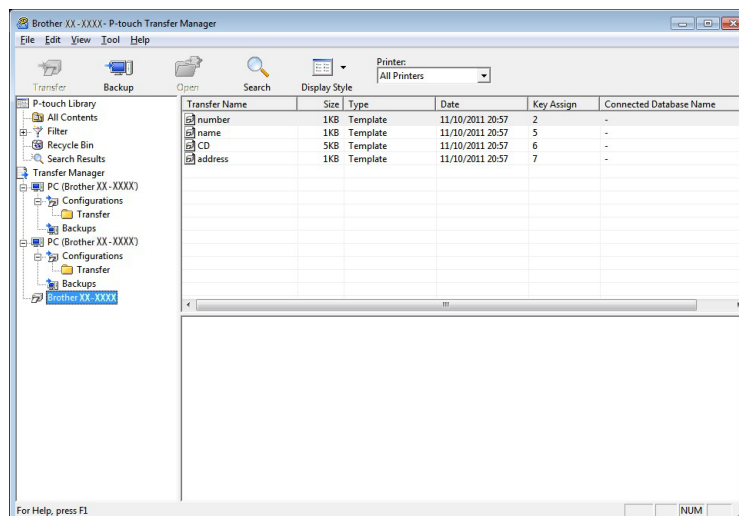 Brother XX-XXXX- P-touch Transfer Manager
File Edit View Tool Help
Transfer Backup Open Search Display Style
Printer:
All Printers
P-touch Library
All Contents
Filter
Recycle Bin
Search Results
Transfer Manager
PC (Brother XX-XXXX)
Configurations
Transfer
Backups
PC (Brother XX-XXXX)
Configurations
Transfer
Backups
Brother XX-XXXX
Transfer Name Size Type Date Key Assign Connected Database Name
number 1KB Template 11/10/2011 20:57 2 -
name 1KB Template 11/10/2011 20:57 5 -
CD 5KB Template 11/10/2011 20:57 6 -
address 1KB Template 11/10/2011 20:57 7 -
For Help, press F1
NUM